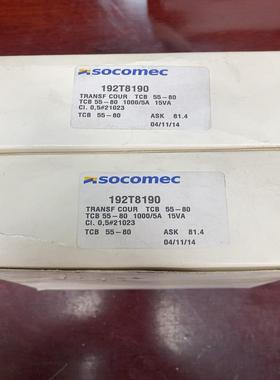 socomec
192T8190
TRANSF COUR TCB 55-80
TCB 55-80 1000/5A 15VA
Cl. 0,5#21023
TCB 55-80 ASK 81.4
04/11/14
socomec
192T8190
TRANSF COUR TCB 55-80
TCB 55-80 1000/5A 15VA
Cl. 0,5#21023
TCB 55-80 ASK 81.4
04/11/14